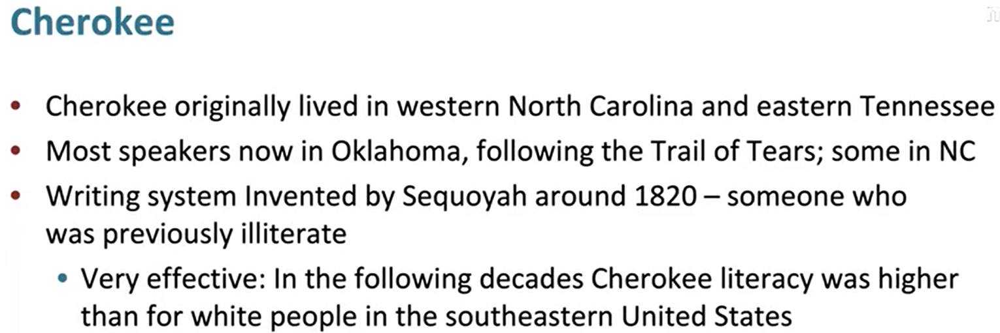 Cherokee
• Cherokee originally lived in western North Carolina and eastern Tennessee
• Most speakers now in Oklahoma, following the Trail of Tears; some in NC
• Writing system Invented by Sequoyah around 1820 – someone who
was previously illiterate
• Very effective: In the following decades Cherokee literacy was higher
than for white people in the southeastern United States